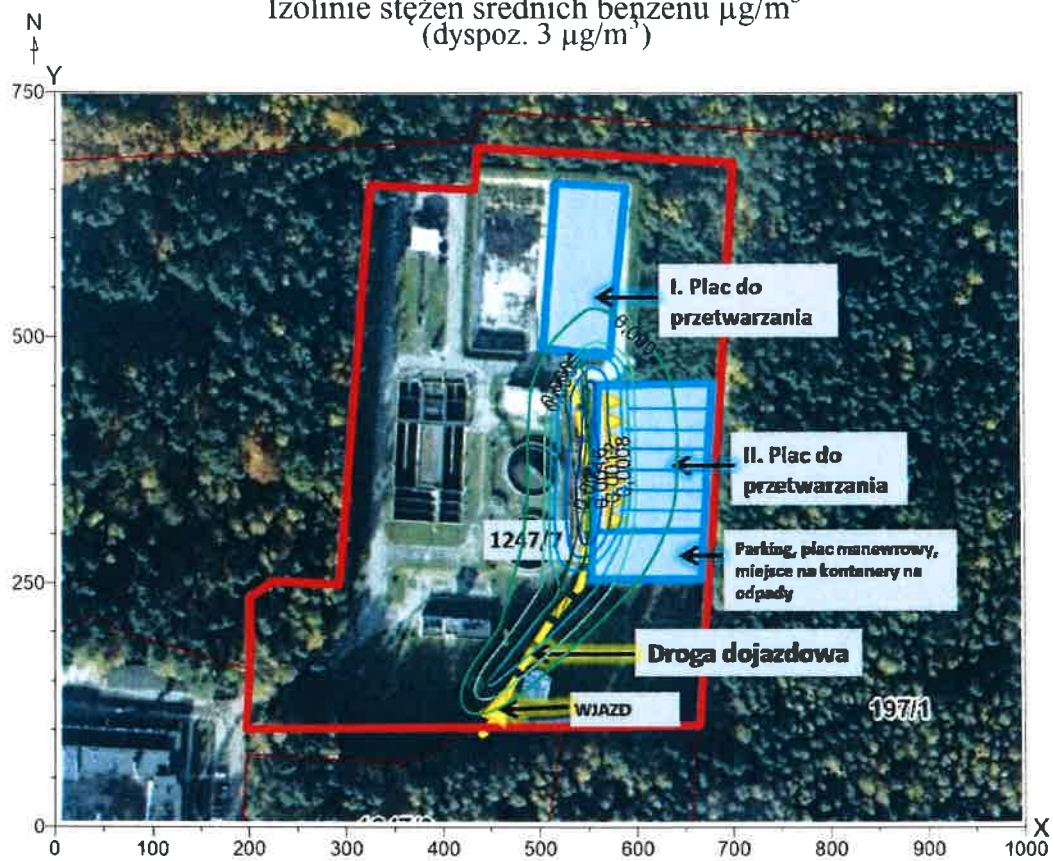 Izolinie stężeń średnich benzenu µg/m³
(dyspoz. 3 µg/m³)
N
Y
750
500
250
0
I. Plac do
przetwarzania
II. Plac do
przetwarzania
1247/7
Parking, plac manewrowy,
miejsce na kontenery na
odpady
Droga dojazdowa
WJAZD
197/1
0 100 200 300 400 500 600 700 800 900 1000
X